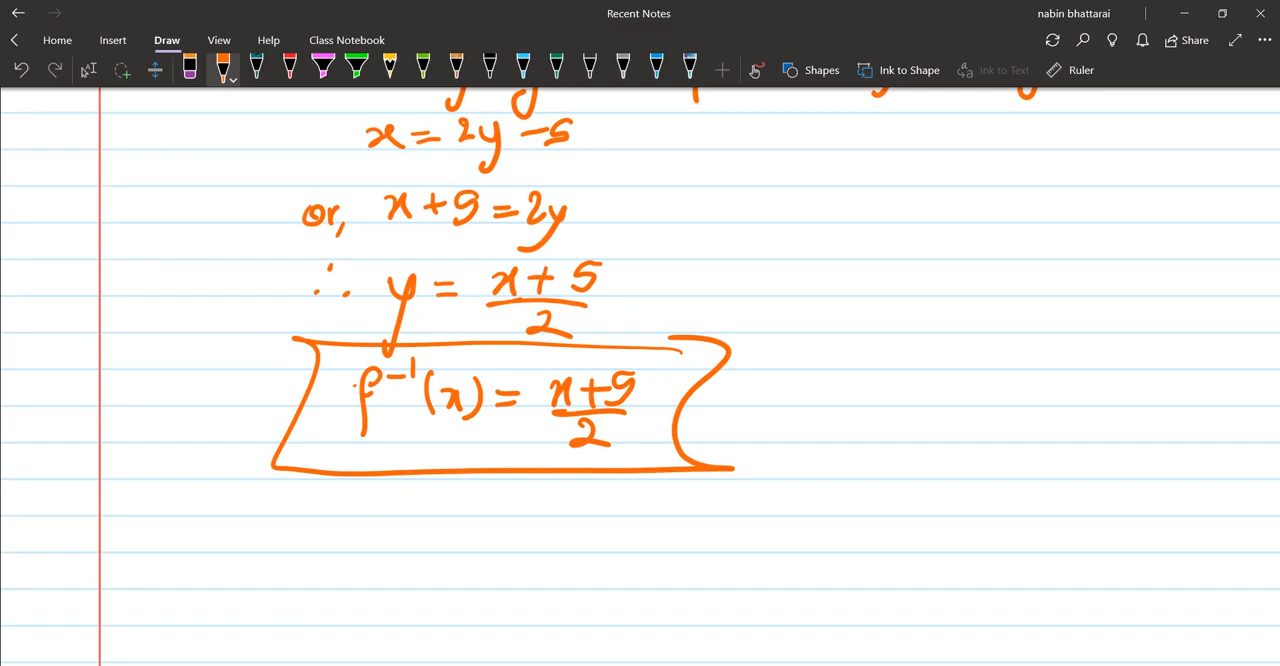 Recent Notes
nabin bhattarai
Home Insert Draw View Help Class Notebook
Share
Shapes Ink to Shape Ink to Text Ruler
x = 2y - 5
or, x + 5 = 2y
∴ y = (x + 5)/2
f⁻¹(x) = (x + 5)/2